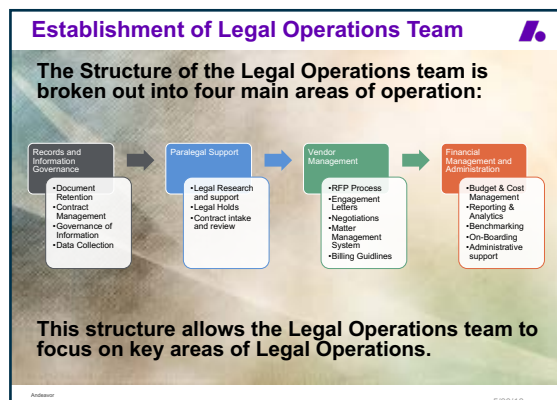 Establishment of Legal Operations Team
The Structure of the Legal Operations team is
broken out into four main areas of operation:
Records and
Information
Governance
•Document
Retention
•Contract
Management
•Governance of
Information
•Data Collection
Paralegal Support
•Legal Research
and support
•Legal Holds
•Contract intake
and review
Vendor
Management
•RFP Process
•Engagement
Letters
•Negotiations
•Matter
Management
System
•Billing Guidlines
Financial
Management and
Administration
•Budget & Cost
Management
•Reporting &
Analytics
•Benchmarking
•On-Boarding
•Administrative
support
This structure allows the Legal Operations team to
focus on key areas of Legal Operations.
Andeavor